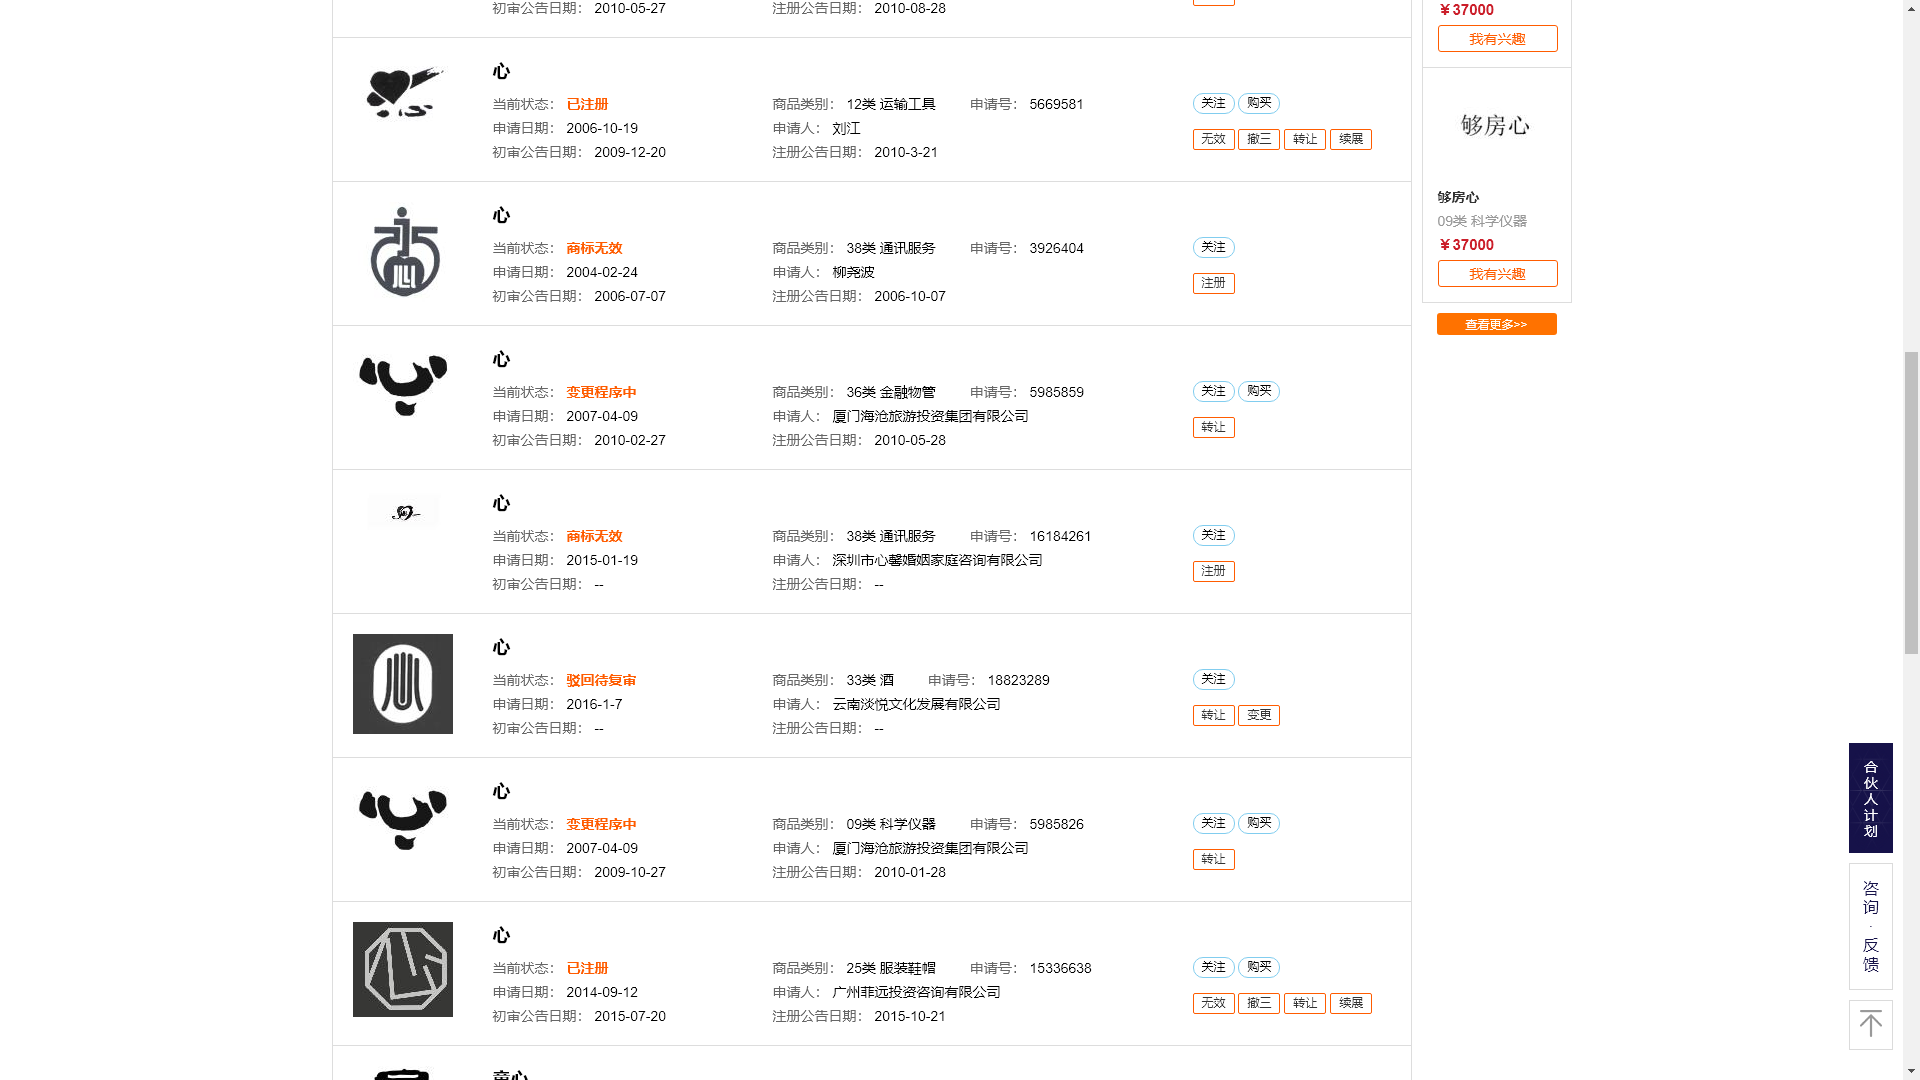 初审公告日期： 2010-05-27 注册公告日期： 2010-08-28
心
当前状态： 已注册 商品类别： 12类 运输工具 申请号： 5669581 关注 购买
申请日期： 2006-10-19 申请人： 刘江 无效 撤三 转让 续展
初审公告日期： 2009-12-20 注册公告日期： 2010-3-21
心
当前状态： 商标无效 商品类别： 38类 通讯服务 申请号： 3926404 关注
申请日期： 2004-02-24 申请人： 柳尧波 注册
初审公告日期： 2006-07-07 注册公告日期： 2006-10-07
心
当前状态： 变更程序中 商品类别： 36类 金融物管 申请号： 5985859 关注 购买
申请日期： 2007-04-09 申请人： 厦门海沧旅游投资集团有限公司 转让
初审公告日期： 2010-02-27 注册公告日期： 2010-05-28
心
当前状态： 商标无效 商品类别： 38类 通讯服务 申请号： 16184261 关注
申请日期： 2015-01-19 申请人： 深圳市心馨婚姻家庭咨询有限公司 注册
初审公告日期： -- 注册公告日期： --
心
当前状态： 驳回待复审 商品类别： 33类 酒 申请号： 18823289 关注
申请日期： 2016-1-7 申请人： 云南淡悦文化发展有限公司 转让 变更
初审公告日期： -- 注册公告日期： --
心
当前状态： 变更程序中 商品类别： 09类 科学仪器 申请号： 5985826 关注 购买
申请日期： 2007-04-09 申请人： 厦门海沧旅游投资集团有限公司 转让
初审公告日期： 2009-10-27 注册公告日期： 2010-01-28
心
当前状态： 已注册 商品类别： 25类 服装鞋帽 申请号： 15336638 关注 购买
申请日期： 2014-09-12 申请人： 广州菲远投资咨询有限公司 无效 撤三 转让 续展
初审公告日期： 2015-07-20 注册公告日期： 2015-10-21
童心
￥37000
我有兴趣
够房心
够房心
09类 科学仪器
￥37000
我有兴趣
查看更多>>
合伙人计划
咨询·反馈